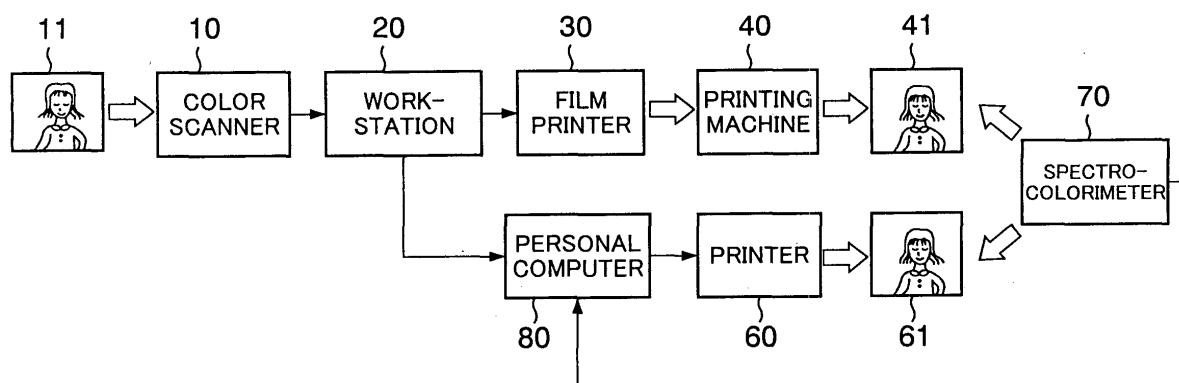 11
10
20
30
40
41
COLOR
SCANNER
WORK-
STATION
FILM
PRINTER
PRINTING
MACHINE
70
SPECTRO-
COLORIMETER
PERSONAL
COMPUTER
PRINTER
80
60
61